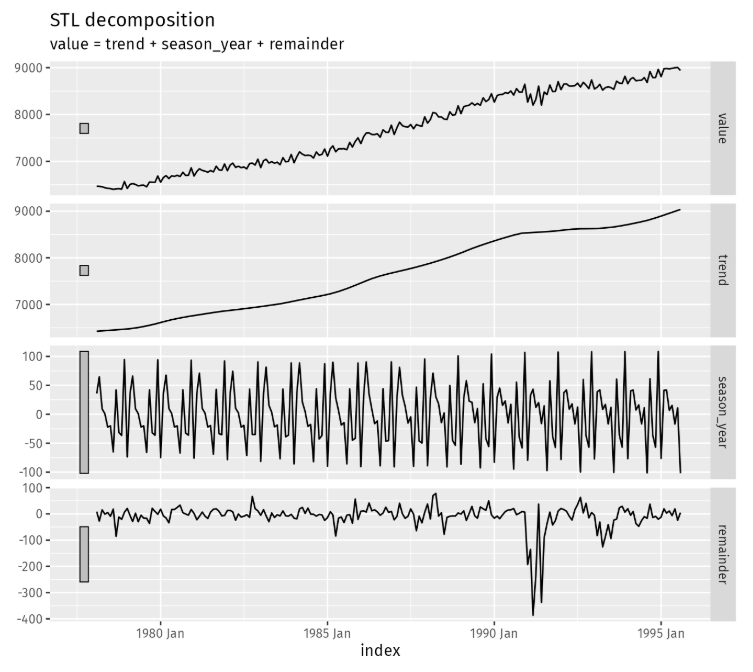 STL decomposition
value = trend + season_year + remainder
9000
8000
7000
value
9000
8000
7000
trend
100
50
0
-50
-100
season_year
100
0
-100
-200
-300
-400
remainder
1980 Jan
1985 Jan
1990 Jan
1995 Jan
index